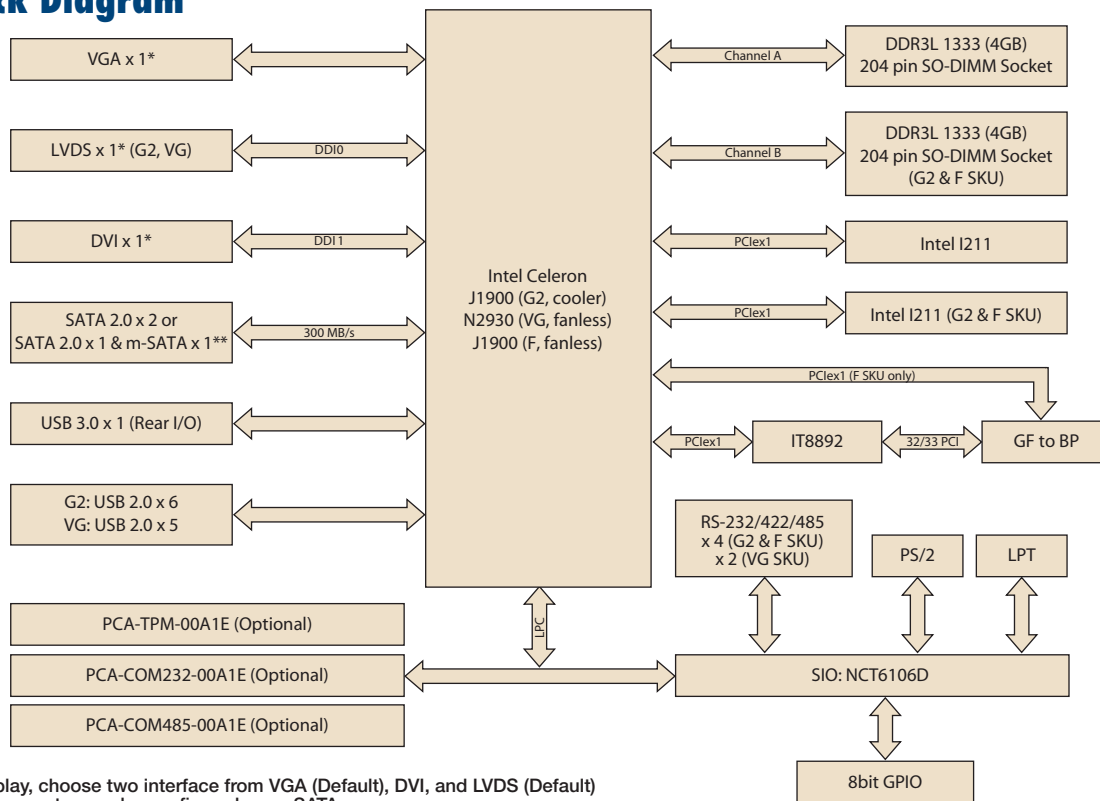 Diagram
VGA x 1*
LVDS x 1* (G2, VG)
DDI0
DVI x 1*
DDI 1
SATA 2.0 x 2 or
SATA 2.0 x 1 & m-SATA x 1**
300 MB/s
USB 3.0 x 1 (Rear I/O)
G2: USB 2.0 x 6
VG: USB 2.0 x 5
Intel Celeron
J1900 (G2, cooler)
N2930 (VG, fanless)
J1900 (F, fanless)
Channel A
DDR3L 1333 (4GB)
204 pin SO-DIMM Socket
Channel B
DDR3L 1333 (4GB)
204 pin SO-DIMM Socket
(G2 & F SKU)
PCIex1
Intel I211
PCIex1
Intel I211 (G2 & F SKU)
PCIex1 (F SKU only)
PCIex1
IT8892
32/33 PCI
GF to BP
RS-232/422/485
x 4 (G2 & F SKU)
x 2 (VG SKU)
PS/2
LPT
LPC
PCA-TPM-00A1E (Optional)
PCA-COM232-00A1E (Optional)
PCA-COM485-00A1E (Optional)
SIO: NCT6106D
8bit GPIO
play, choose two interface from VGA (Default), DVI, and LVDS (Default)